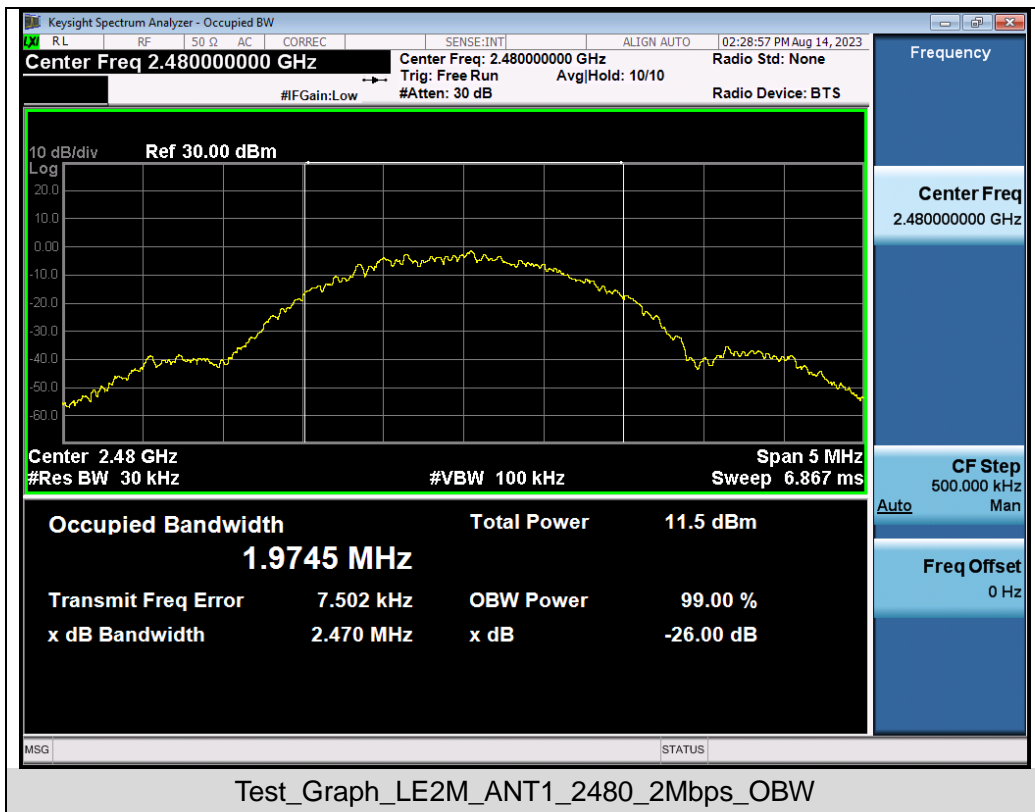 Keysight Spectrum Analyzer - Occupied BW
LXI RL RF 50 Ω AC CORREC SENSE:INT ALIGN AUTO 02:28:57 PM Aug 14, 2023
Center Freq 2.480000000 GHz
Center Freq: 2.480000000 GHz
Radio Std: None
Trig: Free Run Avg|Hold: 10/10
#IFGain:Low #Atten: 30 dB
Radio Device: BTS
10 dB/div Ref 30.00 dBm
Log
20.0
10.0
0.00
-10.0
-20.0
-30.0
-40.0
-50.0
-60.0
Center 2.48 GHz Span 5 MHz
#Res BW 30 kHz #VBW 100 kHz Sweep 6.867 ms
Occupied Bandwidth Total Power 11.5 dBm
1.9745 MHz
Transmit Freq Error 7.502 kHz OBW Power 99.00 %
x dB Bandwidth 2.470 MHz x dB -26.00 dB
MSG STATUS
Frequency
Center Freq
2.480000000 GHz
CF Step
500.000 kHz
Auto Man
Freq Offset
0 Hz
Test_Graph_LE2M_ANT1_2480_2Mbps_OBW